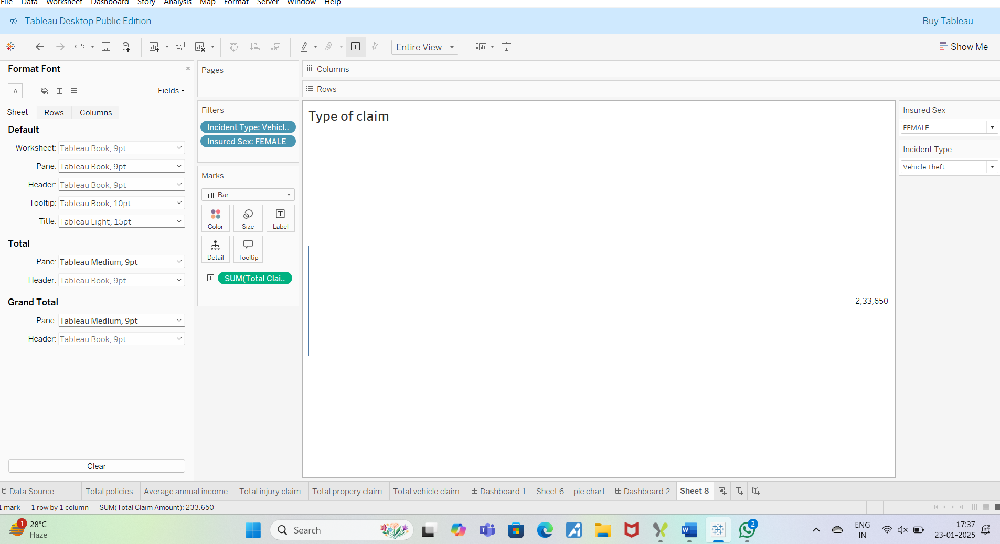 File Data Worksheet Dashboard Story Analysis Map Format Server Window Help
Tableau Desktop Public Edition
Buy Tableau
Entire View
Show Me
Format Font
Fields
Sheet Rows Columns
Default
Worksheet: Tableau Book, 9pt
Pane: Tableau Book, 9pt
Header: Tableau Book, 9pt
Tooltip: Tableau Book, 10pt
Title: Tableau Light, 15pt
Total
Pane: Tableau Medium, 9pt
Header: Tableau Book, 9pt
Grand Total
Pane: Tableau Medium, 9pt
Header: Tableau Book, 9pt
Clear
Pages
Filters
Incident Type: Vehicl..
Insured Sex: FEMALE
Marks
Bar
Color Size Label
Detail Tooltip
SUM(Total Clai..
Columns
Rows
Type of claim
2,33,650
Insured Sex
FEMALE
Incident Type
Vehicle Theft
Data Source Total policies Average annual income Total injury claim Total propery claim Total vehicle claim Dashboard 1 Sheet 6 pie chart Dashboard 2 Sheet 8
1 mark 1 row by 1 column SUM(Total Claim Amount): 233,650
1
28°C
Haze
Search
2
ENG
IN
17:37
23-01-2025